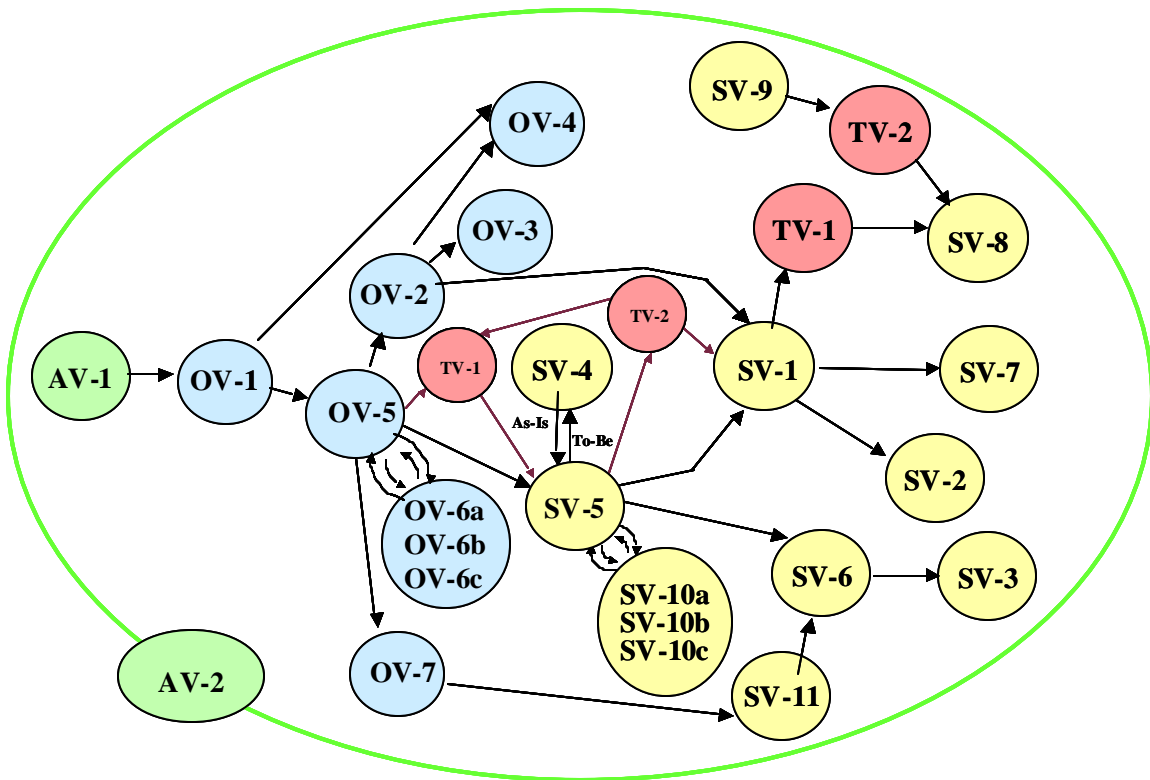 SV-9
OV-4
TV-2
OV-3
TV-1
SV-8
OV-2
TV-2
AV-1
OV-1
TV-1
SV-4
SV-1
SV-7
OV-5
As-Is
To-Be
SV-2
OV-6a
OV-6b
OV-6c
SV-5
SV-6
SV-3
SV-10a
SV-10b
SV-10c
AV-2
OV-7
SV-11